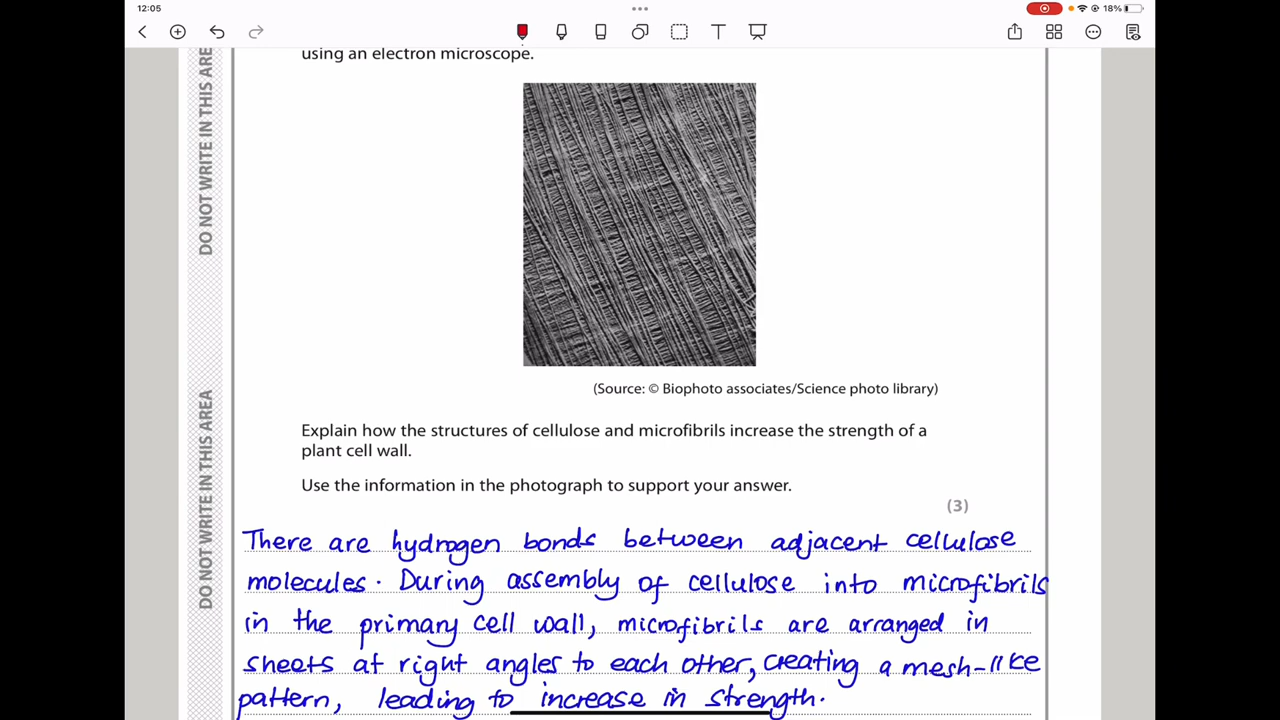 12:05
18%
using an electron microscope.
DO NOT WRITE IN THIS ARE
(Source: © Biophoto associates/Science photo library)
DO NOT WRITE IN THIS AREA
Explain how the structures of cellulose and microfibrils increase the strength of a
plant cell wall.
Use the information in the photograph to support your answer.
(3)
There are hydrogen bonds between adjacent cellulose
molecules. During assembly of cellulose into microfibrils
in the primary cell wall, microfibrils are arranged in
sheets at right angles to each other, creating a mesh-like
pattern, leading to increase in strength.